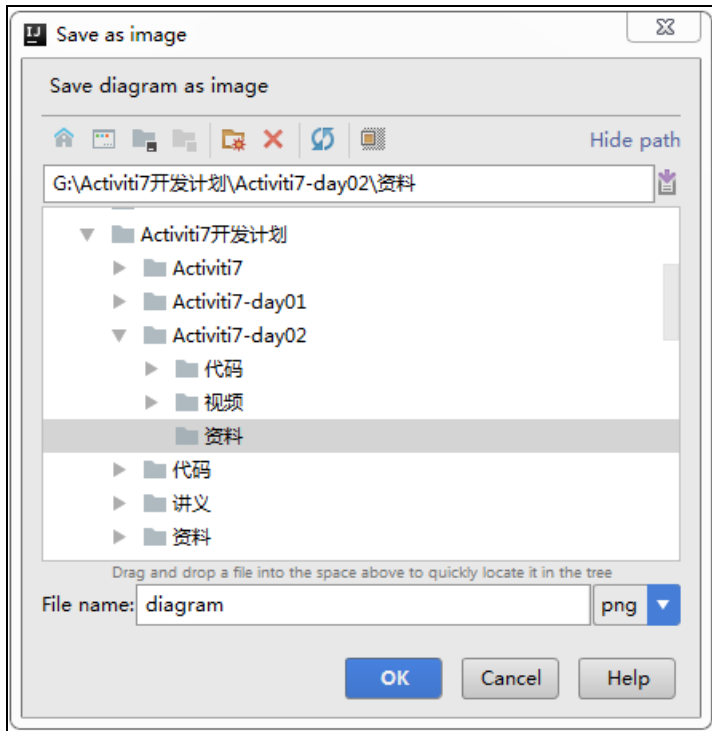 Save as image
Save diagram as image
Hide path
G:\Activiti7开发计划\Activiti7-day02\资料
Activiti7开发计划
Activiti7
Activiti7-day01
Activiti7-day02
代码
视频
资料
代码
讲义
资料
Drag and drop a file into the space above to quickly locate it in the tree
File name: diagram png
OK Cancel Help